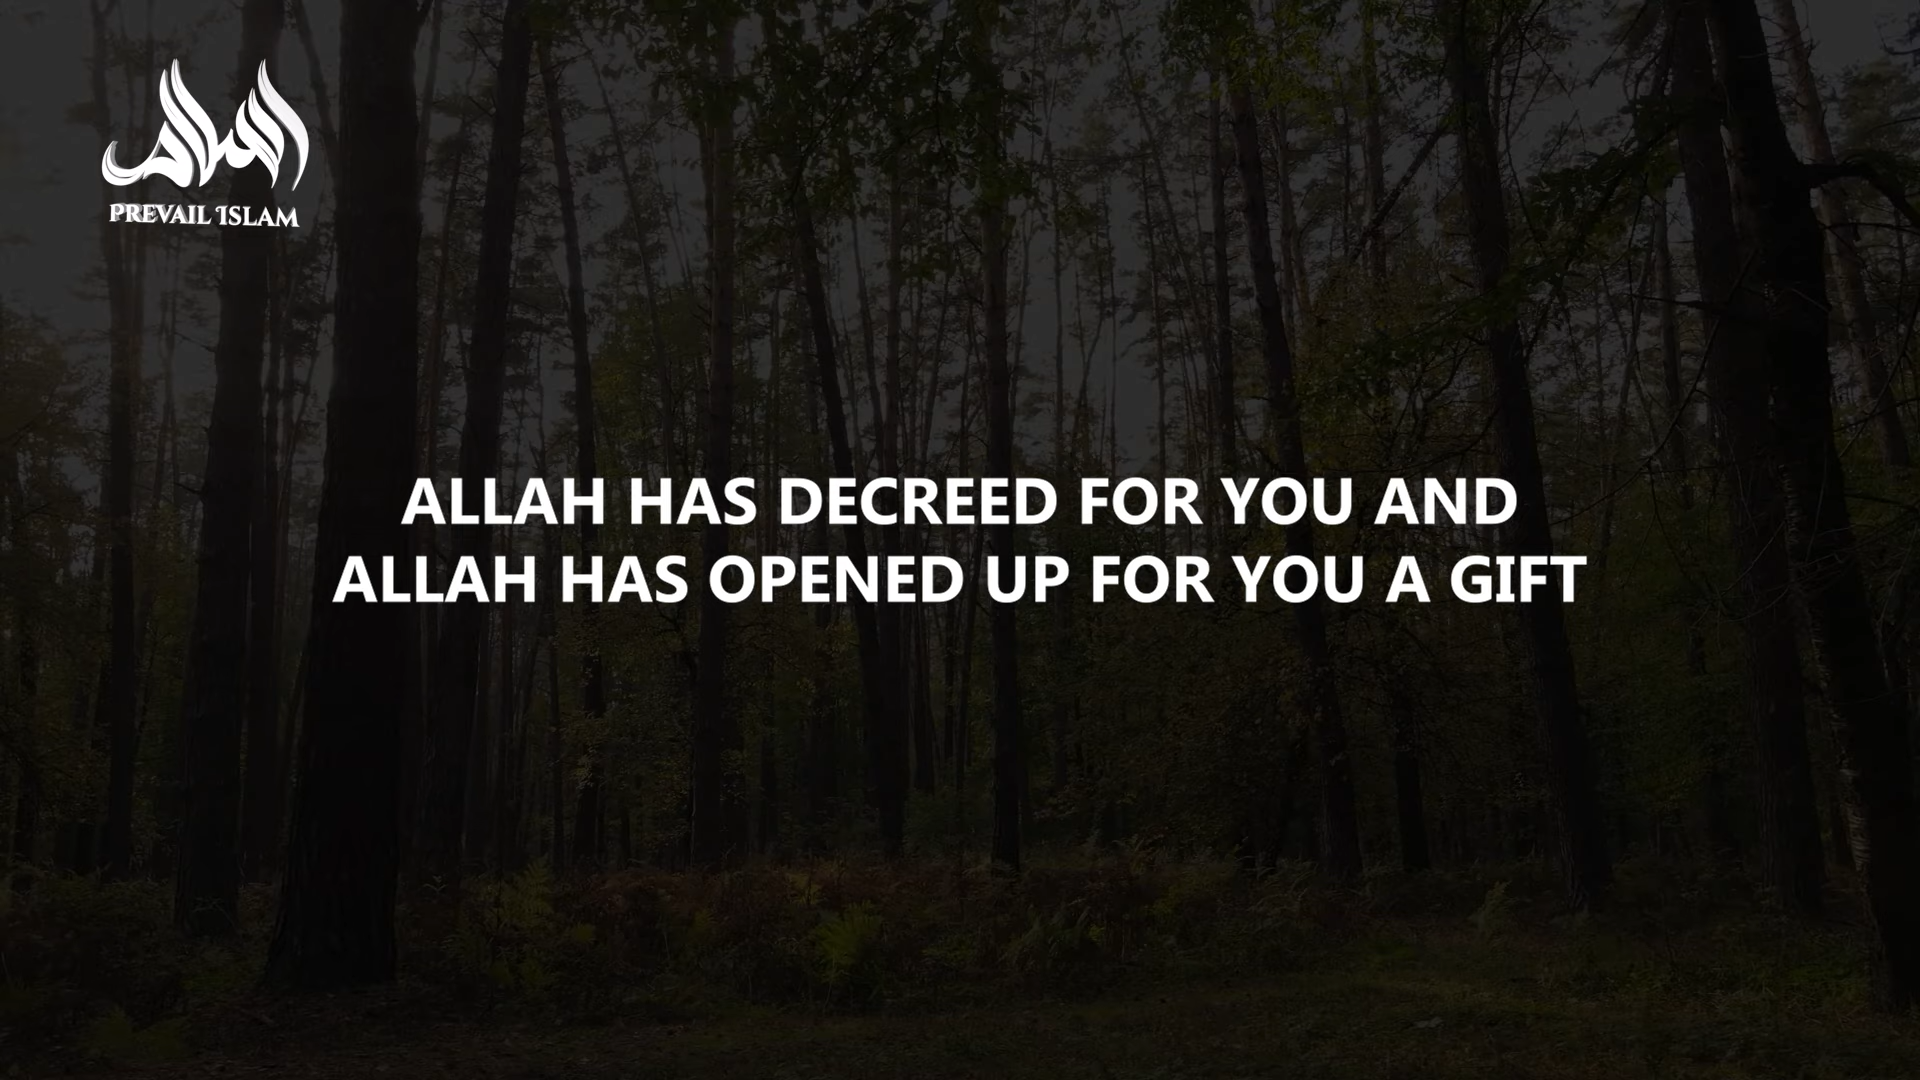 PREVAIL ISLAM
ALLAH HAS DECREED FOR YOU AND
ALLAH HAS OPENED UP FOR YOU A GIFT